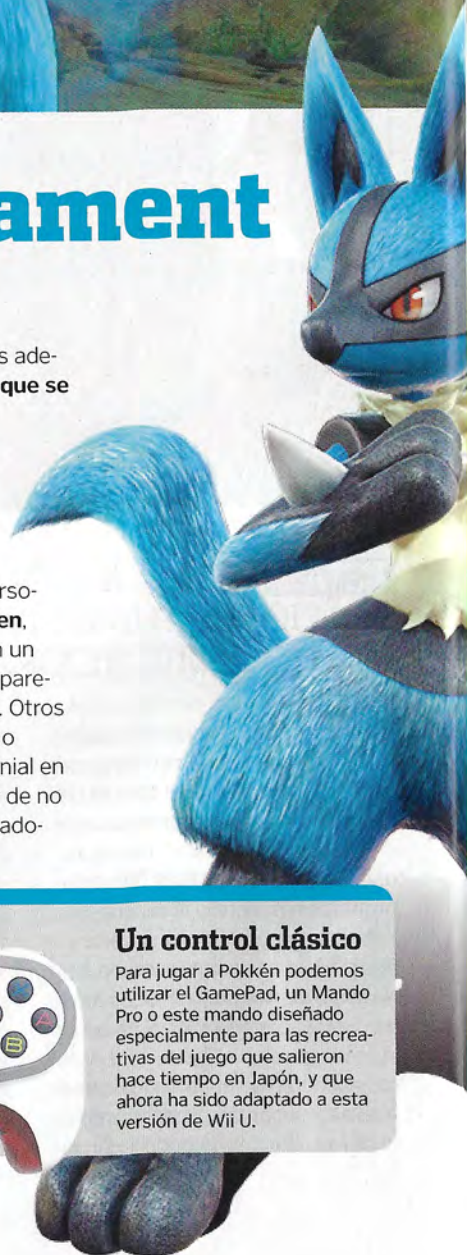 ament
s ade-
que se
rso-
en,
n un
pare-
. Otros
o
nial en
de no
ado-
Un control clásico
Para jugar a Pokkén podemos
utilizar el GamePad, un Mando
Pro o este mando diseñado
especialmente para las recrea-
tivas del juego que salieron
hace tiempo en Japón, y que
ahora ha sido adaptado a esta
versión de Wii U.
X
A
B